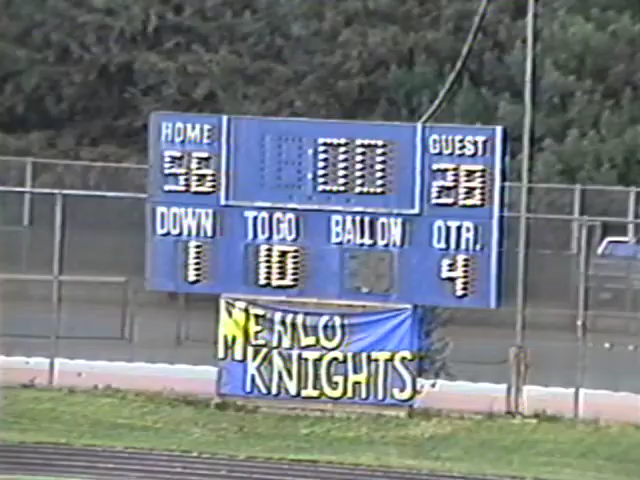 HOME GUEST
56 :00 28
DOWN TO GO BALL ON QTR.
1 10 4
MENLO
KNIGHTS